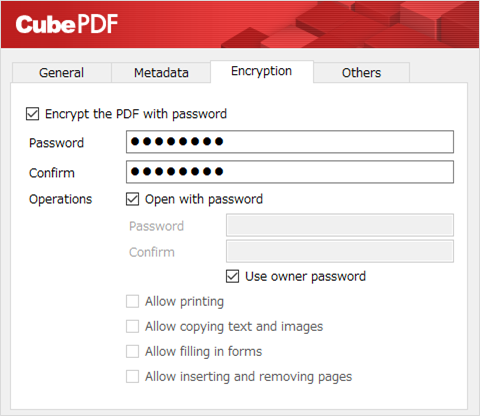 CubePDF
General Metadata Encryption Others
Encrypt the PDF with password
Password ●●●●●●●●
Confirm ●●●●●●●●
Operations Open with password
Password
Confirm
Use owner password
Allow printing
Allow copying text and images
Allow filling in forms
Allow inserting and removing pages